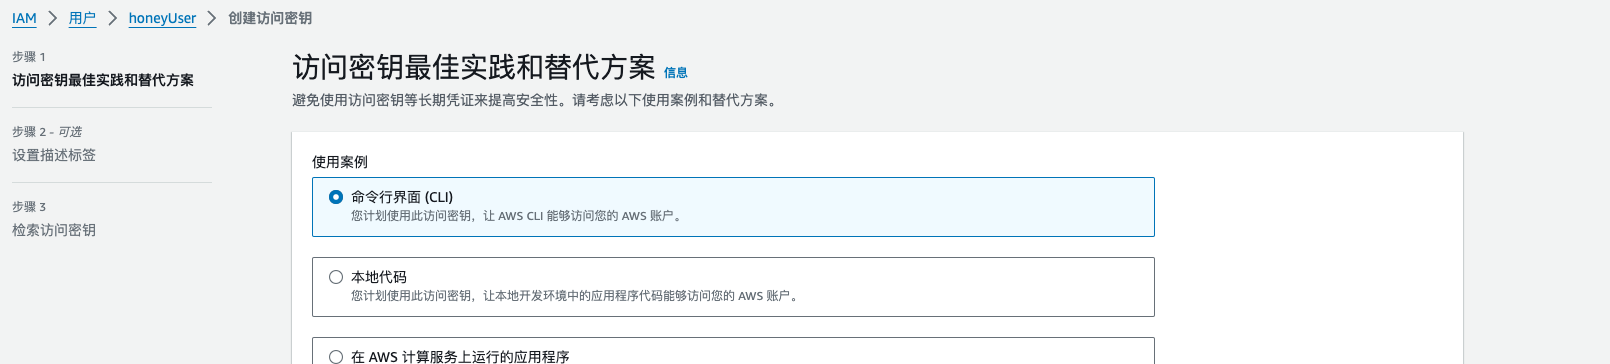 IAM > 用户 > honeyUser > 创建访问密钥
步骤 1
访问密钥最佳实践和替代方案
步骤 2 - 可选
设置描述标签
步骤 3
检索访问密钥
访问密钥最佳实践和替代方案 信息
避免使用访问密钥等长期凭证来提高安全性。请考虑以下使用案例和替代方案。
使用案例
命令行界面 (CLI)
您计划使用此访问密钥，让 AWS CLI 能够访问您的 AWS 账户。
本地代码
您计划使用此访问密钥，让本地开发环境中的应用程序代码能够访问您的 AWS 账户。
在 AWS 计算服务上运行的应用程序